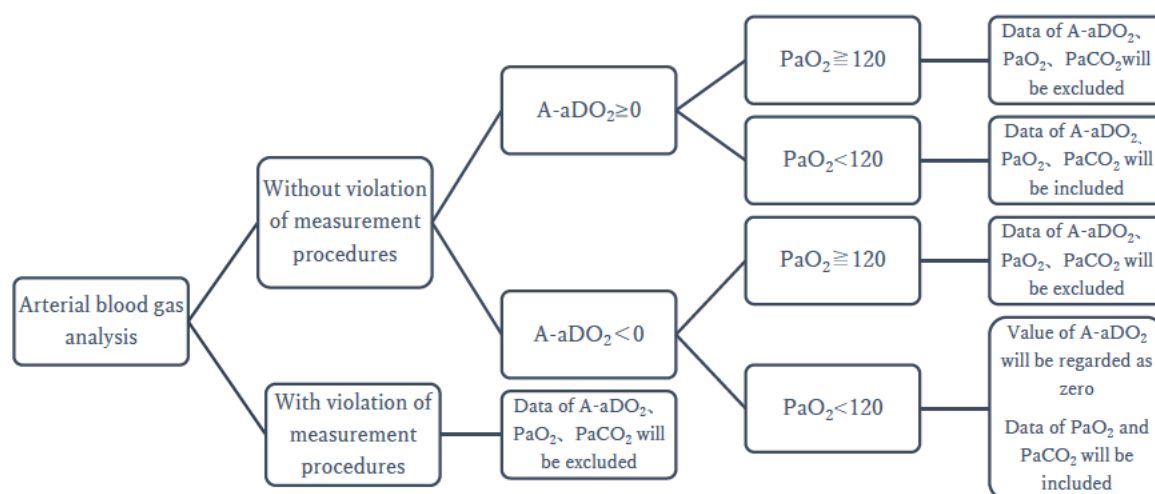 Arterial blood gas
analysis
Without violation
of measurement
procedures
With violation of
measurement
procedures
A-aDO₂≥0
A-aDO₂<0
Data of A-aDO₂、
PaO₂、PaCO₂ will
be excluded
PaO₂≧120
PaO₂<120
PaO₂≧120
PaO₂<120
Data of A-aDO₂、
PaO₂、PaCO₂will
be excluded
Data of A-aDO₂、
PaO₂、PaCO₂ will
be included
Data of A-aDO₂、
PaO₂、PaCO₂ will
be excluded
Value of A-aDO₂
will be regarded as
zero
Data of PaO₂ and
PaCO₂ will be
included